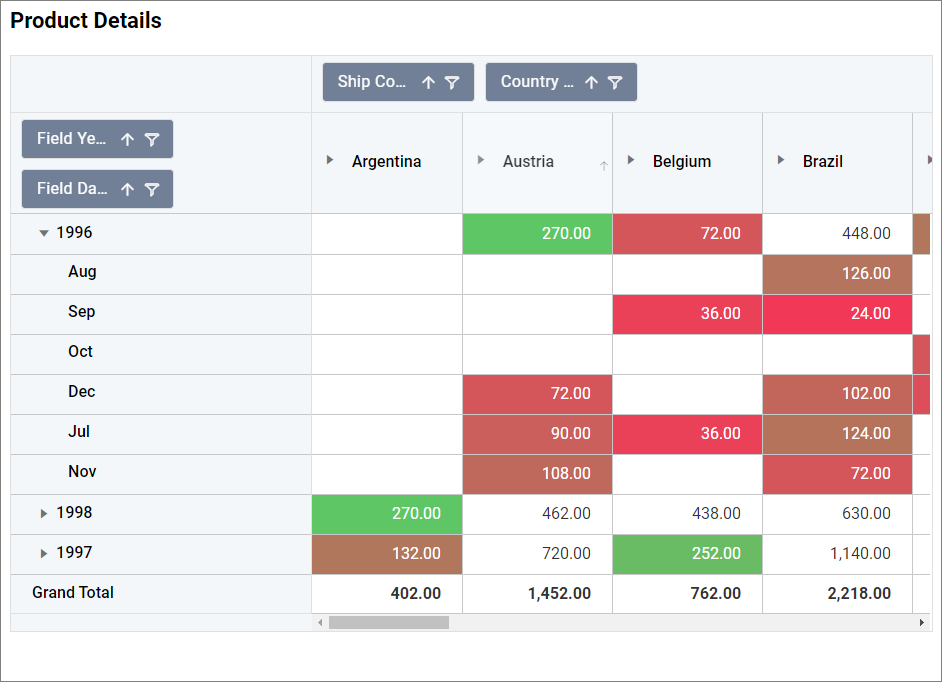 Product Details
Ship Co... Country ...
Field Ye...
Field Da...
Argentina Austria Belgium Brazil
1996 270.00 72.00 448.00
Aug 126.00
Sep 36.00 24.00
Oct
Dec 72.00 102.00
Jul 90.00 36.00 124.00
Nov 108.00 72.00
1998 270.00 462.00 438.00 630.00
1997 132.00 720.00 252.00 1,140.00
Grand Total 402.00 1,452.00 762.00 2,218.00